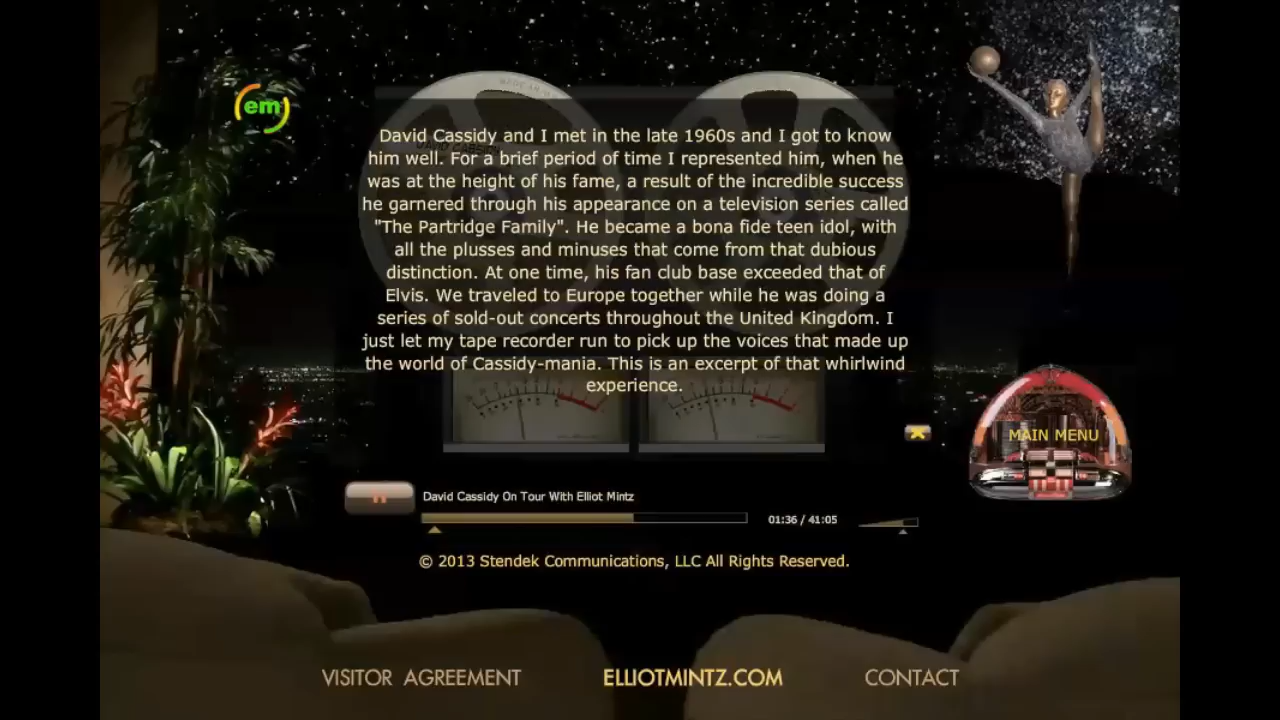 em
David Cassidy and I met in the late 1960s and I got to know
him well. For a brief period of time I represented him, when he
was at the height of his fame, a result of the incredible success
he garnered through his appearance on a television series called
"The Partridge Family". He became a bona fide teen idol, with
all the plusses and minuses that come from that dubious
distinction. At one time, his fan club base exceeded that of
Elvis. We traveled to Europe together while he was doing a
series of sold-out concerts throughout the United Kingdom. I
just let my tape recorder run to pick up the voices that made up
the world of Cassidy-mania. This is an excerpt of that whirlwind
experience.
MAIN MENU
David Cassidy On Tour With Elliot Mintz
01:36 / 41:05
© 2013 Stendek Communications, LLC All Rights Reserved.
VISITOR AGREEMENT
ELLIOTMINTZ.COM
CONTACT